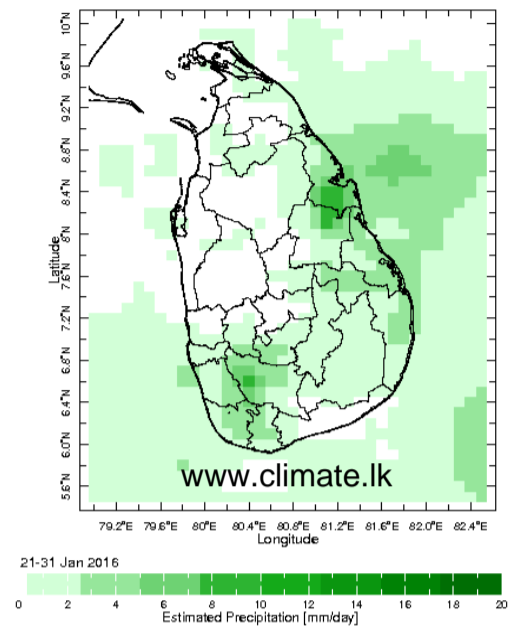 10°N
9.6°N
9.2°N
8.8°N
8.4°N
8°N
7.6°N
7.2°N
6.8°N
6.4°N
6.0°N
5.6°N
Latitude
www.climate.lk
79.2°E 79.6°E 80°E 80.4°E 80.8°E 81.2°E 81.6°E 82.0°E 82.4°E
Longitude
21-31 Jan 2016
0 2 4 6 8 10 12 14 16 18 20
Estimated Precipitation [mm/day]